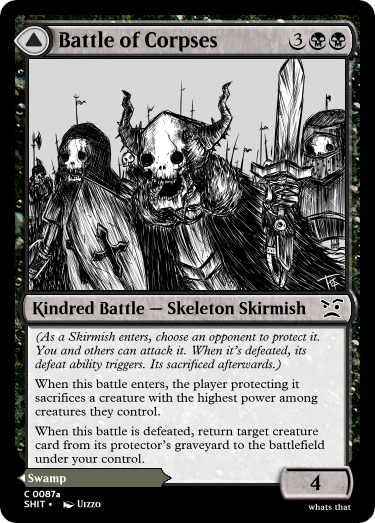 Battle of Corpses 3
Kindred Battle — Skeleton Skirmish
(As a Skirmish enters, choose an opponent to protect it.
You and others can attack it. When it's defeated, its
defeat ability triggers. Its sacrificed afterwards.)
When this battle enters, the player protecting it
sacrifices a creature with the highest power among
creatures they control.
When this battle is defeated, return target creature
card from its protector's graveyard to the battlefield
under your control.
Swamp
4
C 0087a
SHIT • Uizzo
whats that